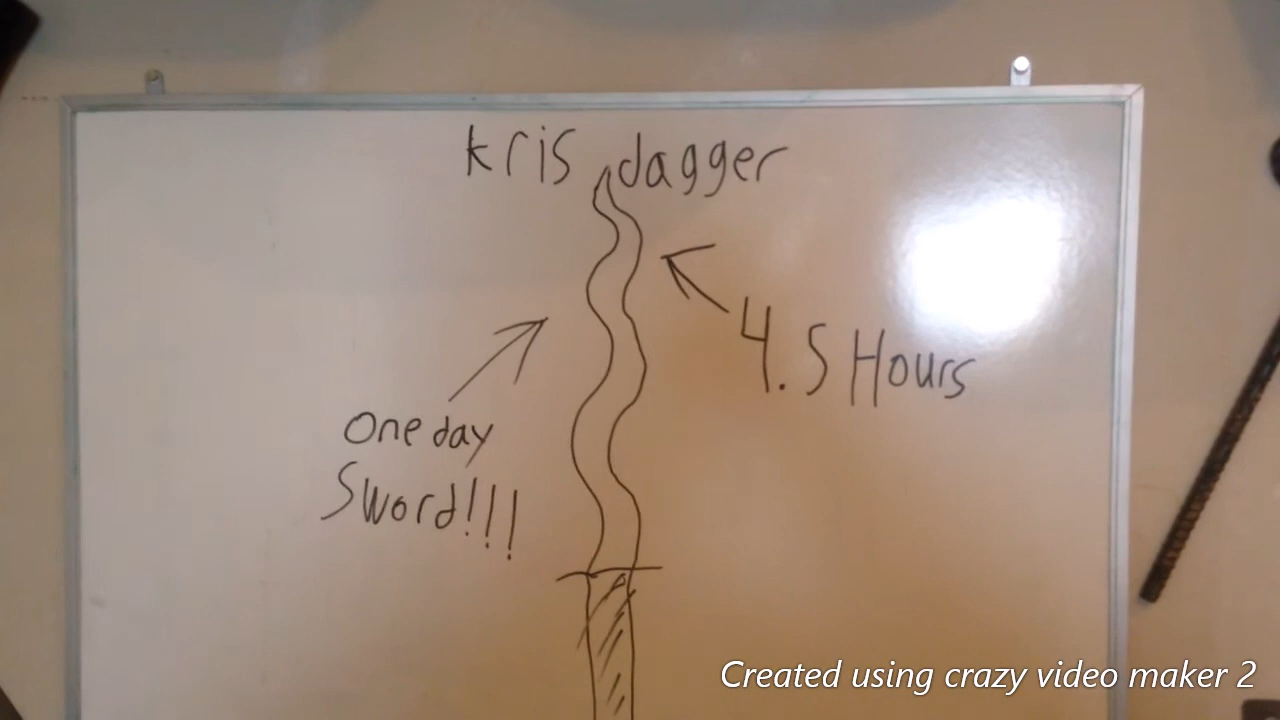 kris dagger
4.5 Hours
One day
Sword!!!
Created using crazy video maker 2